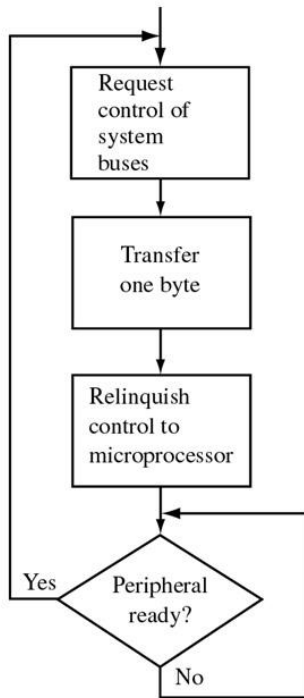 Request
control of
system
buses
Transfer
one byte
Relinquish
control to
microprocessor
Yes
Peripheral
ready?
No